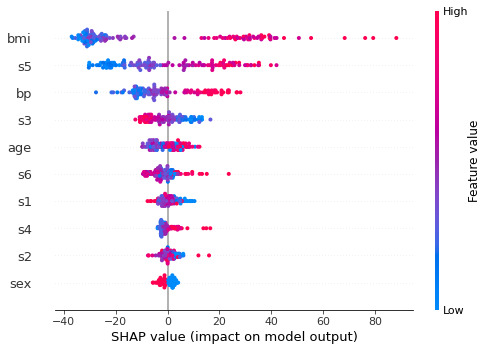 High
bmi
s5
bp
s3
age
s6
s1
s4
s2
sex
Feature value
Low
−40 −20 0 20 40 60 80
SHAP value (impact on model output)